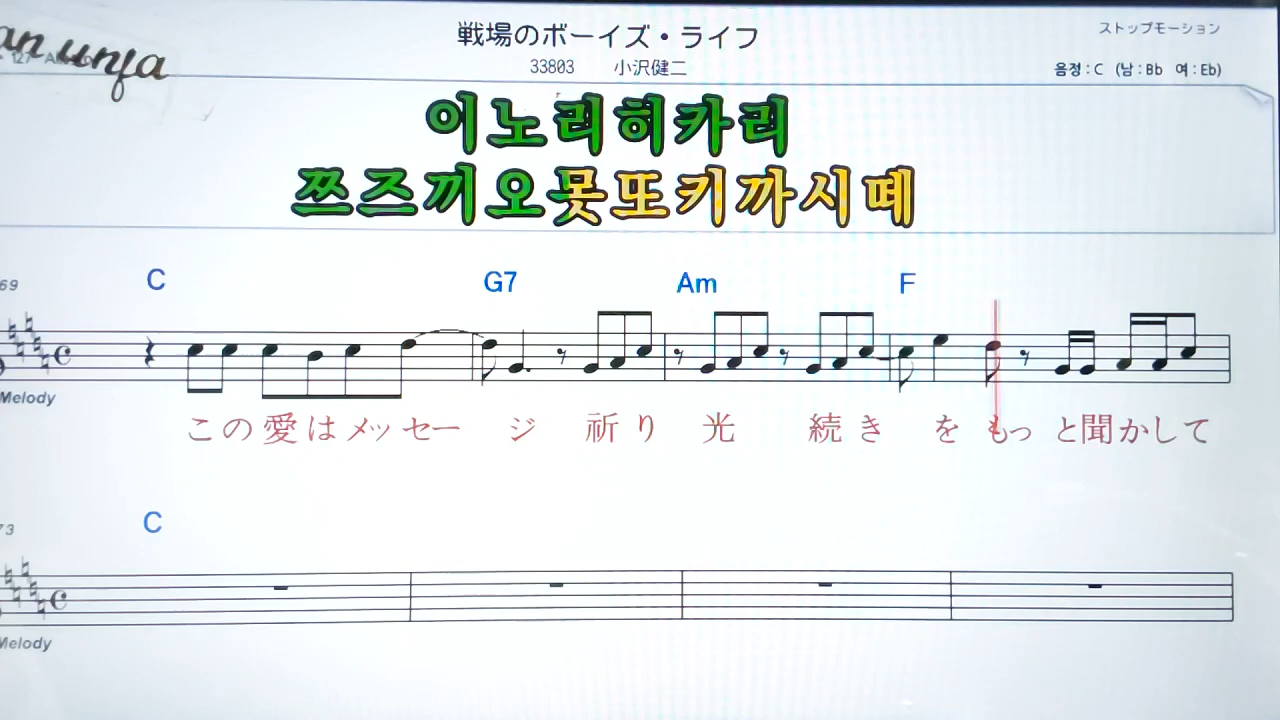 戦場のボーイズ・ライフ
ストップモーション
33803 小沢健二
음정 : C (남 : Bb 여 : Eb)
이노리히카리
쯔즈끼오못또키까시떼
69
C G7 Am F
Melody
この愛はメッセージ 祈り 光 続きをもっと聞かして
73
C
Melody